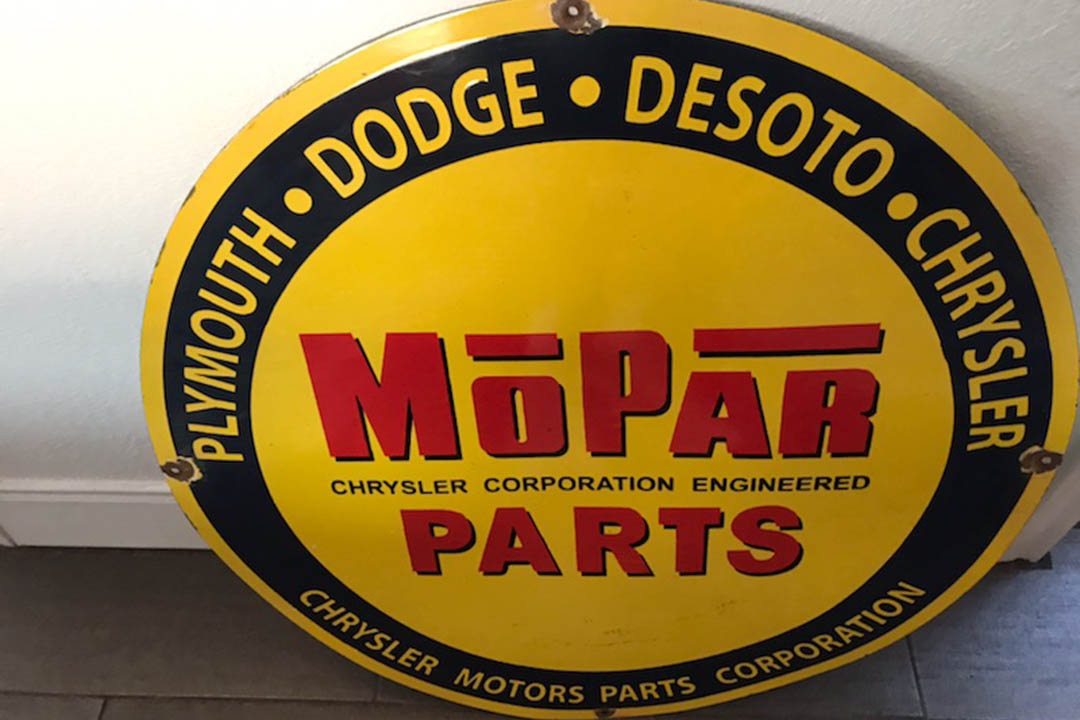 PLYMOUTH • DODGE • DESOTO • CHRYSLER
MOPAR
CHRYSLER CORPORATION ENGINEERED
PARTS
CHRYSLER MOTORS PARTS CORPORATION